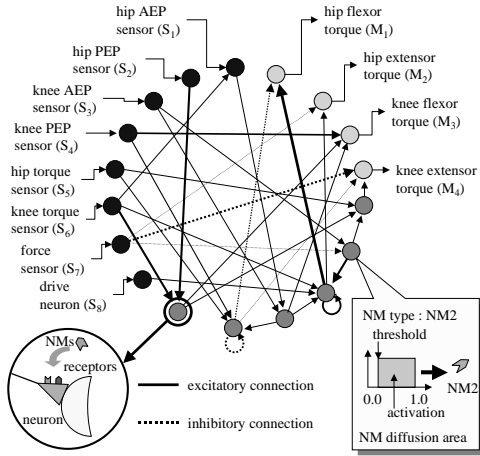 hip AEP
sensor (S1)
hip PEP
sensor (S2)
knee AEP
sensor (S3)
knee PEP
sensor (S4)
hip torque
sensor (S5)
knee torque
sensor (S6)
force
sensor (S7)
drive
neuron (S8)
hip flexor
torque (M1)
hip extensor
torque (M2)
knee flexor
torque (M3)
knee extensor
torque (M4)
NMs
receptors
neuron
excitatory connection
inhibitory connection
NM type : NM2
threshold
0.0 1.0
NM2
activation
NM diffusion area